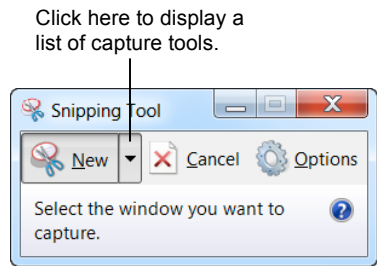 Click here to display a
list of capture tools.
Snipping Tool
New Cancel Options
Select the window you want to
capture.
?